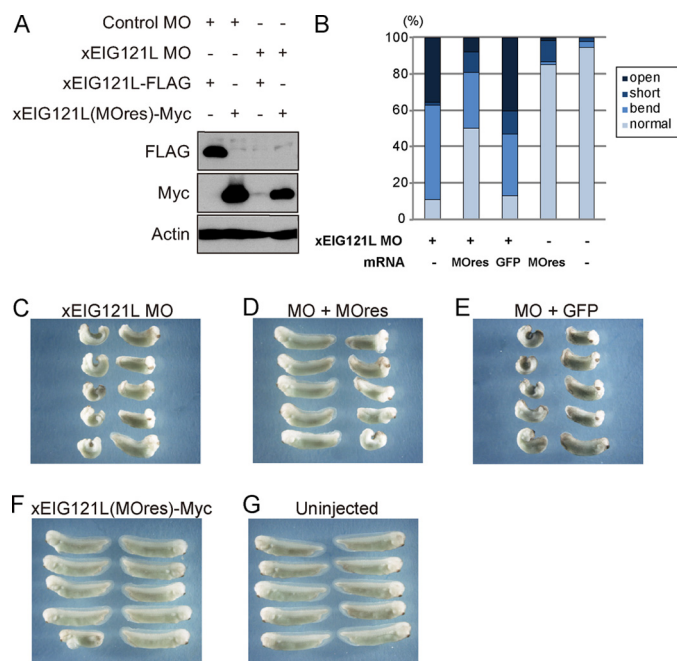 A
Control MO + + - -
xEIG121L MO - - + +
xEIG121L-FLAG + - + -
xEIG121L(MOres)-Myc - + - +
FLAG
Myc
Actin
B
(%)
100
80
60
40
20
0
open
short
bend
normal
xEIG121L MO + + + - -
mRNA - MOres GFP MOres -
C xEIG121L MO
D MO + MOres
E MO + GFP
F xEIG121L(MOres)-Myc
G Uninjected